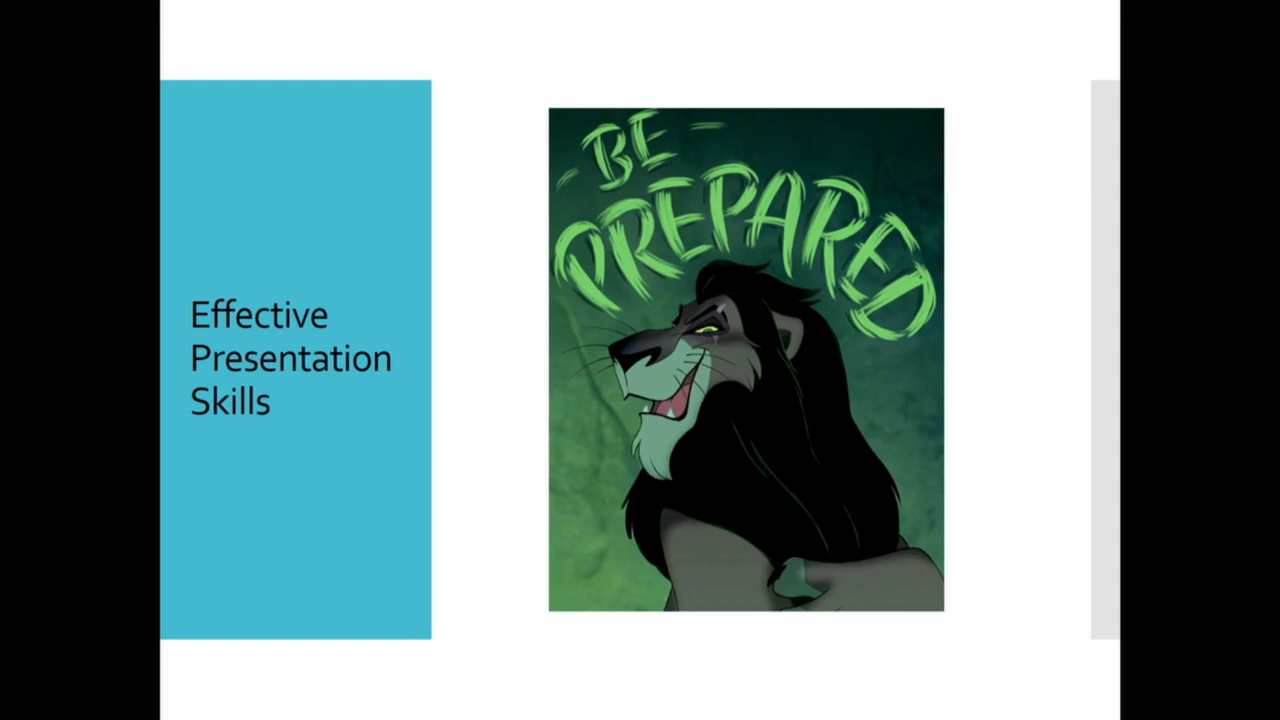 Effective
Presentation
Skills
- BE -
PREPARED